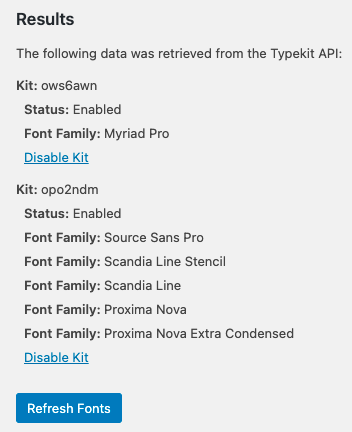 Results
The following data was retrieved from the Typekit API:
Kit: ows6awn
Status: Enabled
Font Family: Myriad Pro
Disable Kit
Kit: opo2ndm
Status: Enabled
Font Family: Source Sans Pro
Font Family: Scandia Line Stencil
Font Family: Scandia Line
Font Family: Proxima Nova
Font Family: Proxima Nova Extra Condensed
Disable Kit
Refresh Fonts